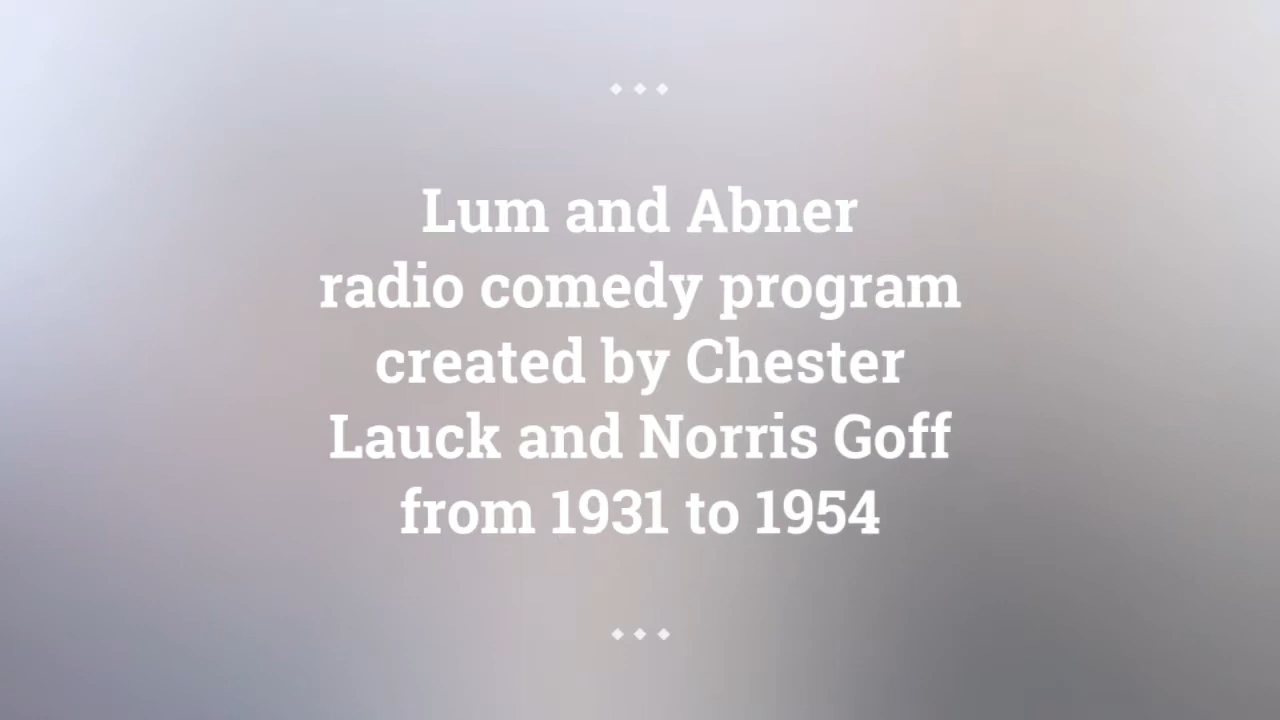 Lum and Abner
radio comedy program
created by Chester
Lauck and Norris Goff
from 1931 to 1954